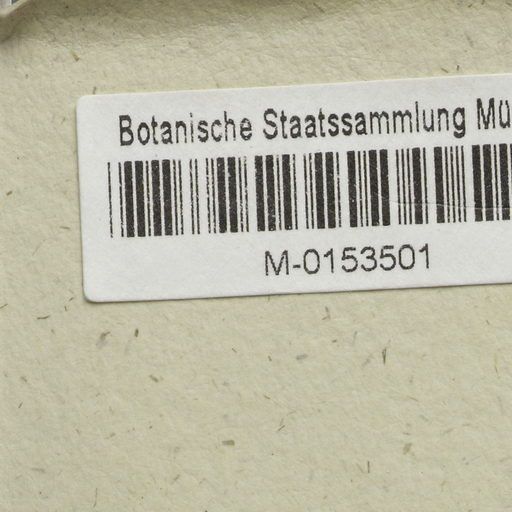 Botanische Staatssammlung Mü
M-0153501